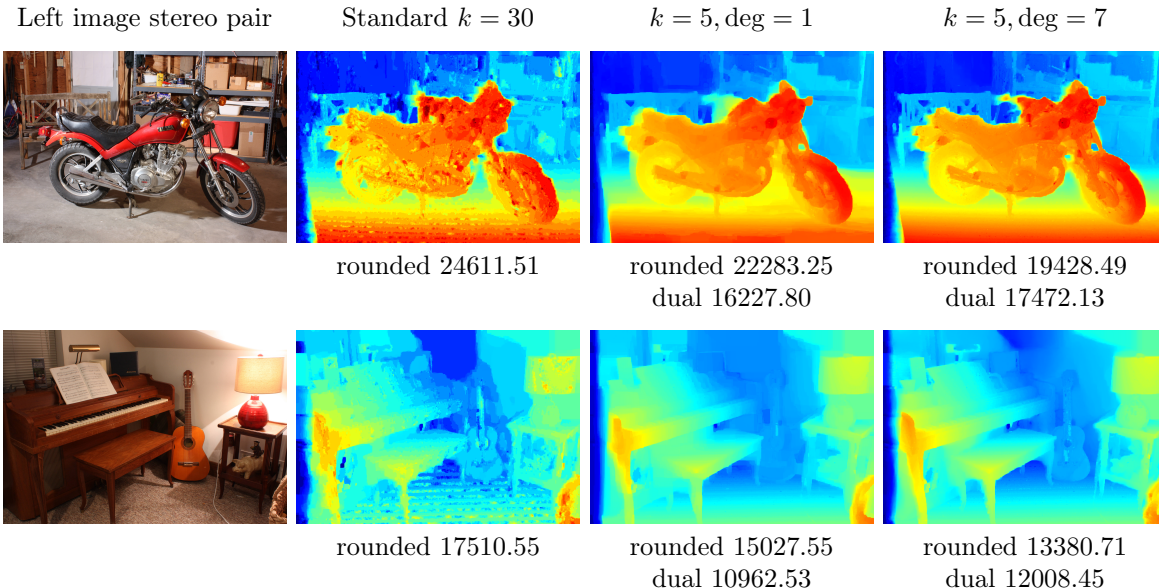 Left image stereo pair
Standard k = 30
k = 5, deg = 1
k = 5, deg = 7
rounded 24611.51
rounded 22283.25
dual 16227.80
rounded 19428.49
dual 17472.13
rounded 17510.55
rounded 15027.55
dual 10962.53
rounded 13380.71
dual 12008.45